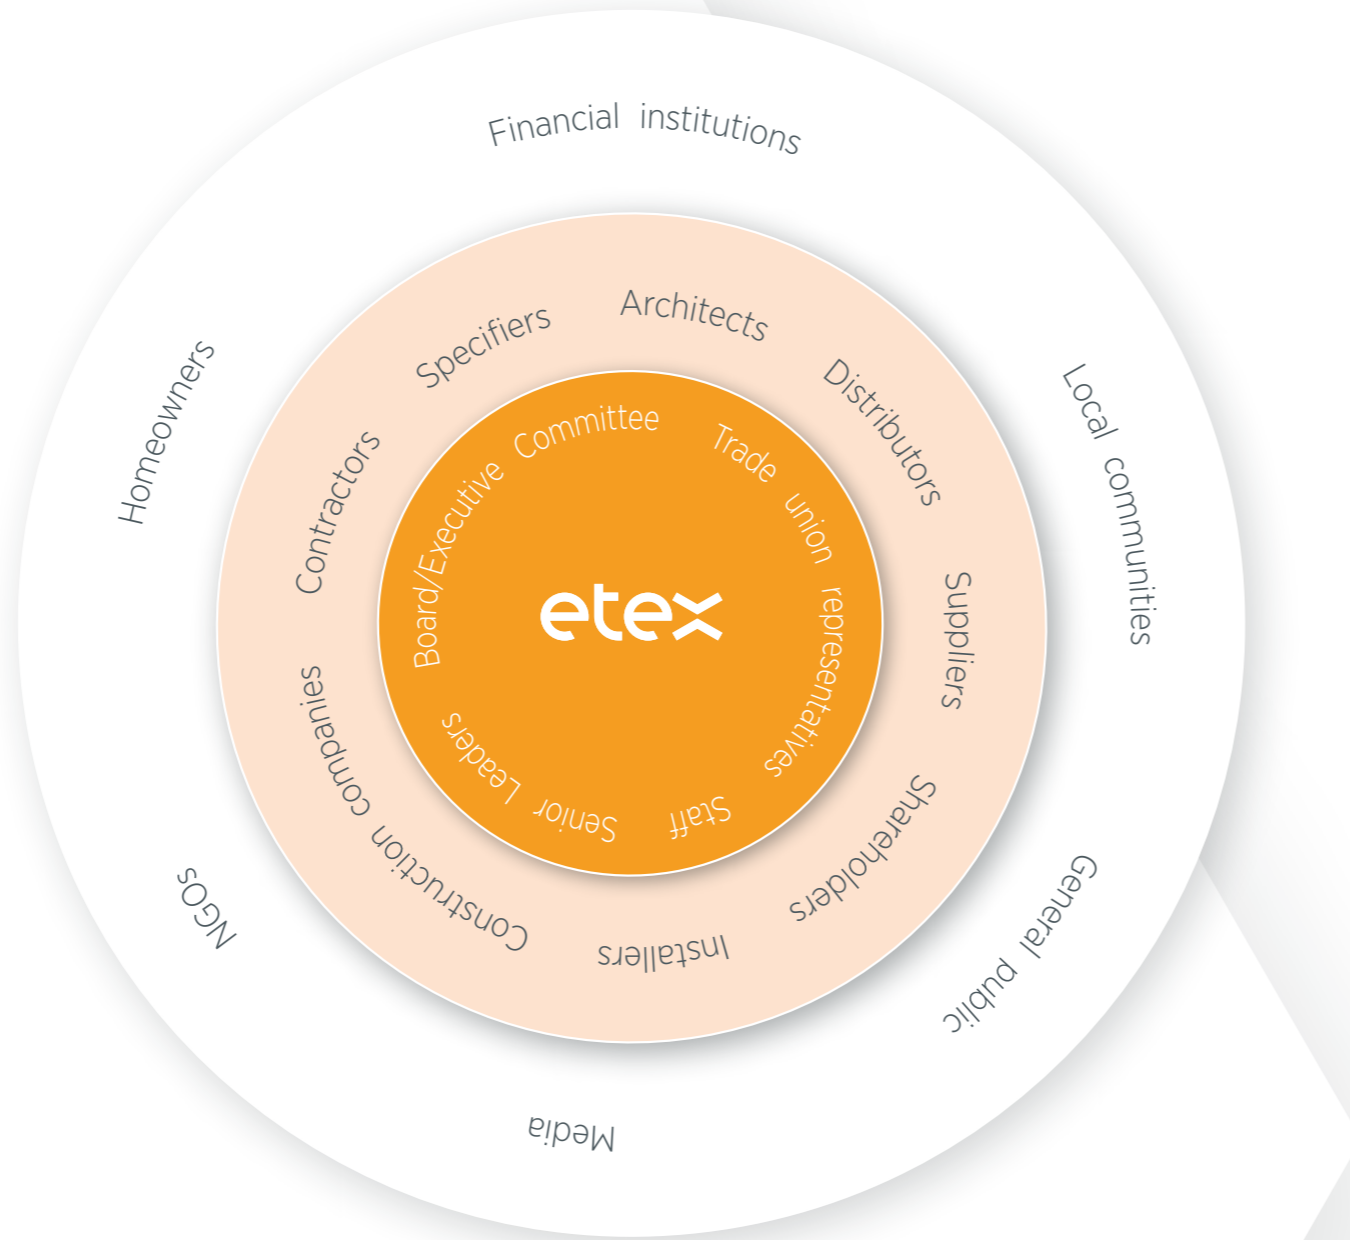 Financial institutions
Local communities
General public
Media
NGOs
Homeowners
Architects
Distributors
Suppliers
Shareholders
Installers
Construction companies
Contractors
Specifiers
Board/Executive Committee
Trade union representatives
Staff
Senior Leaders
etex